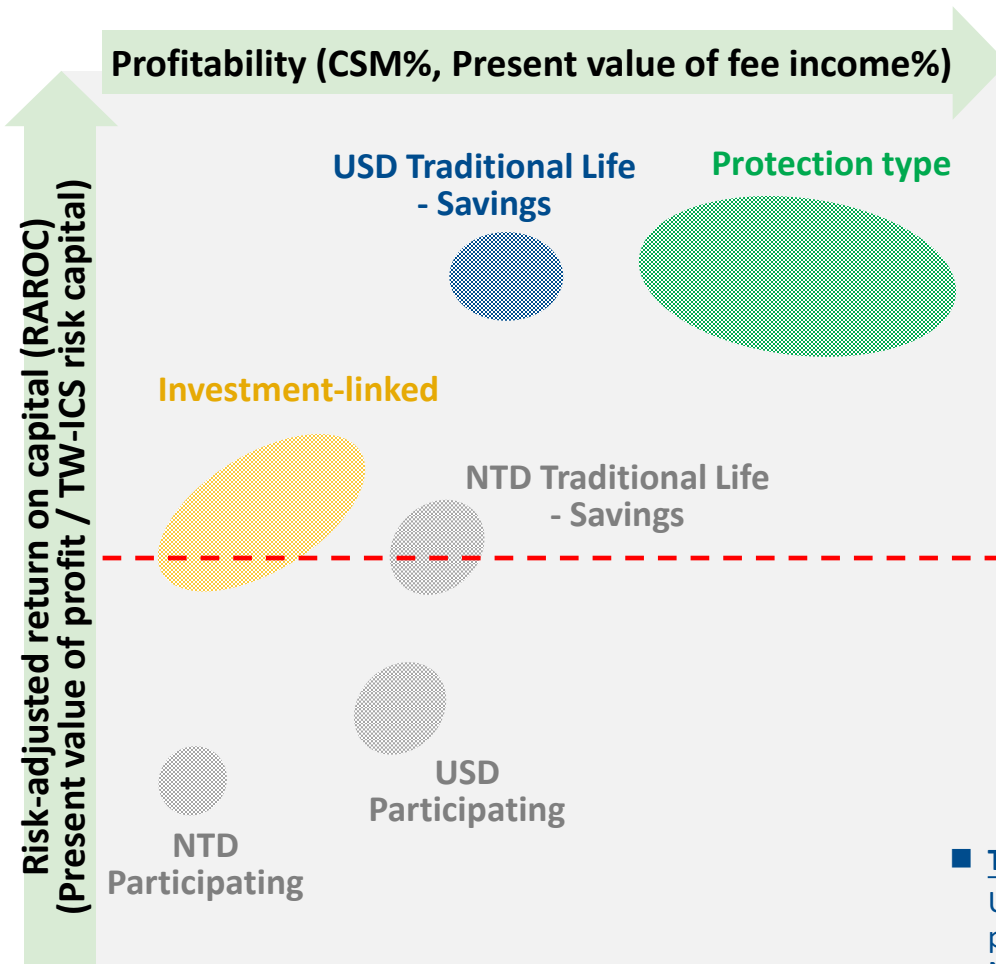 Profitability (CSM%, Present value of fee income%)
Risk-adjusted return on capital (RAROC)
(Present value of profit / TW-ICS risk capital)
USD Traditional Life
- Savings
Protection type
Investment-linked
NTD Traditional Life
- Savings
USD
Participating
NTD
Participating